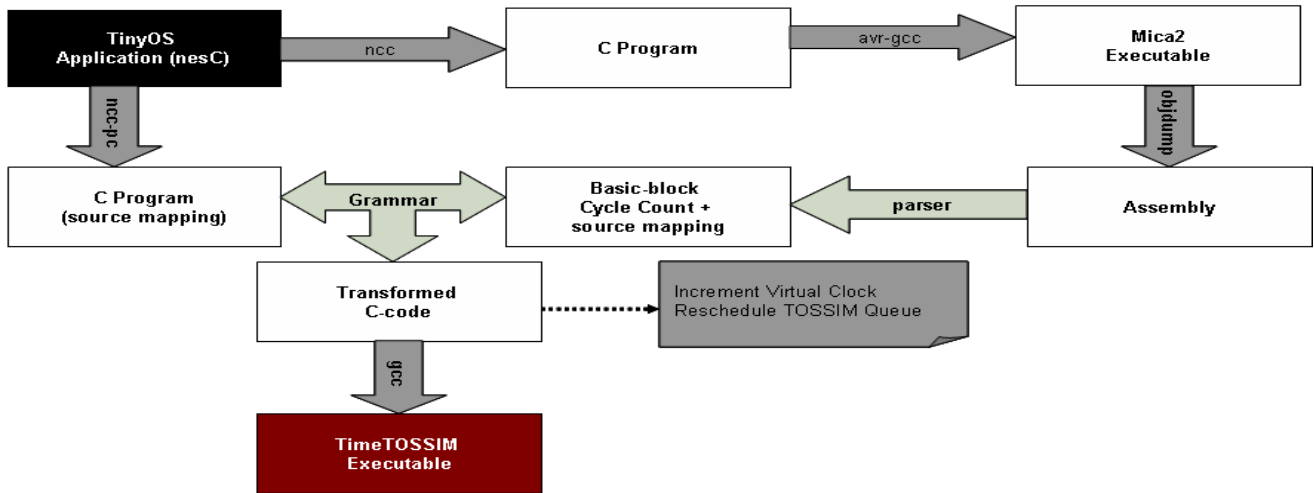 TinyOS
Application (nesC)
ncc
C Program
avr-gcc
Mica2
Executable
ncc-pc
objdump
C Program
(source mapping)
Grammar
Basic-block
Cycle Count +
source mapping
parser
Assembly
Transformed
C-code
Increment Virtual Clock
Reschedule TOSSIM Queue
gcc
TimeTOSSIM
Executable